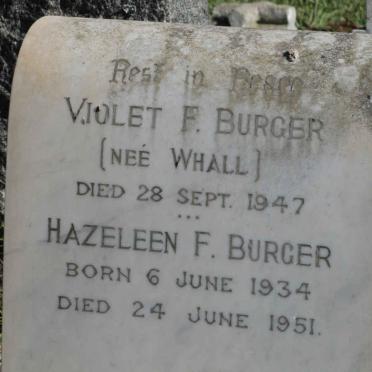 Rest in Peace
VIOLET F. BURGER
(NEÉ WHALL)
DIED 28 SEPT. 1947
...
HAZELEEN F. BURGER
BORN 6 JUNE 1934
DIED 24 JUNE 1951.